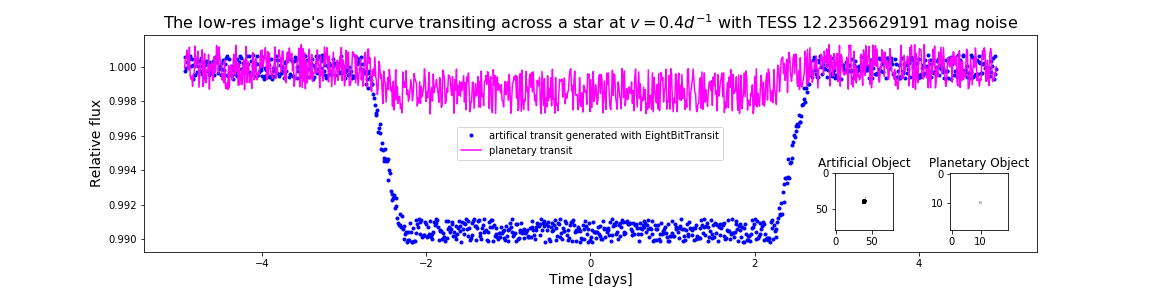 The low-res image's light curve transiting across a star at v = 0.4d⁻¹ with TESS 12.2356629191 mag noise
Relative flux
1.000
0.998
0.996
0.994
0.992
0.990
artifical transit generated with EightBitTransit
planetary transit
Artificial Object
0
50
0
50
Planetary Object
0
10
0
10
−4
−2
0
2
4
Time [days]